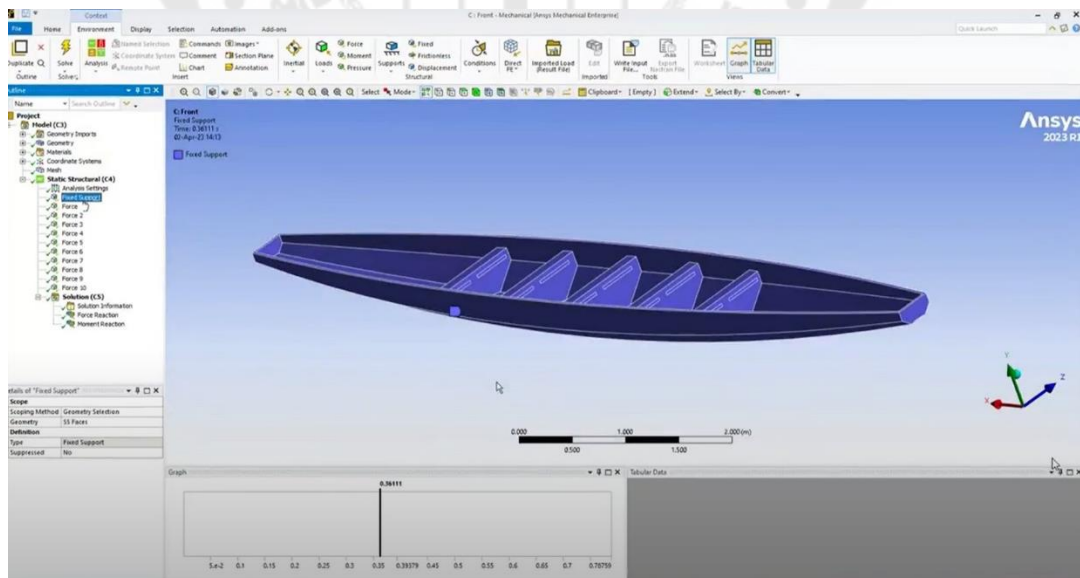 Context
C : Front - Mechanical [Ansys Mechanical Enterprise]
File Home Environment Display Selection Automation Add-ons Quick Launch
Duplicate Q Solve Analysis Named Selection Coordinate System Remote Point Commands Comment Chart Images* Section Plane Annotation Inertial Loads Force Moment Pressure Supports Fixed Frictionless Displacement Conditions Direct FE* Imported Load (Result File) Edit Write Input File... Export Nastran File Worksheet Graph Tabular Data
Outline Solver Insert Structural Imported Tools Views
Outline
Select Mode* Clipboard* [Empty] Extend* Select By* Convert*
Name Search Outline
Project
Model (C3)
Geometry Imports
Geometry
Materials
Coordinate Systems
Mesh
Static Structural (C4)
Analysis Settings
Fixed Support
Force
Force 2
Force 3
Force 4
Force 5
Force 6
Force 7
Force 8
Force 9
Force 10
Solution (C5)
Solution Information
Force Reaction
Moment Reaction
C: Front
Fixed Support
Time: 0.36111 s
03-Apr-23 14:13
Fixed Support
Ansys
2023 R1
Y
Z
X
0.000 1.000 2.000 (m)
0.500 1.500
Details of "Fixed Support"
Scope
Scoping Method Geometry Selection
Geometry 55 Faces
Definition
Type Fixed Support
Suppressed No
Graph Tabular Data
0.36111
5.e-2 0.1 0.15 0.2 0.25 0.3 0.35 0.39379 0.45 0.5 0.55 0.6 0.65 0.7 0.78759